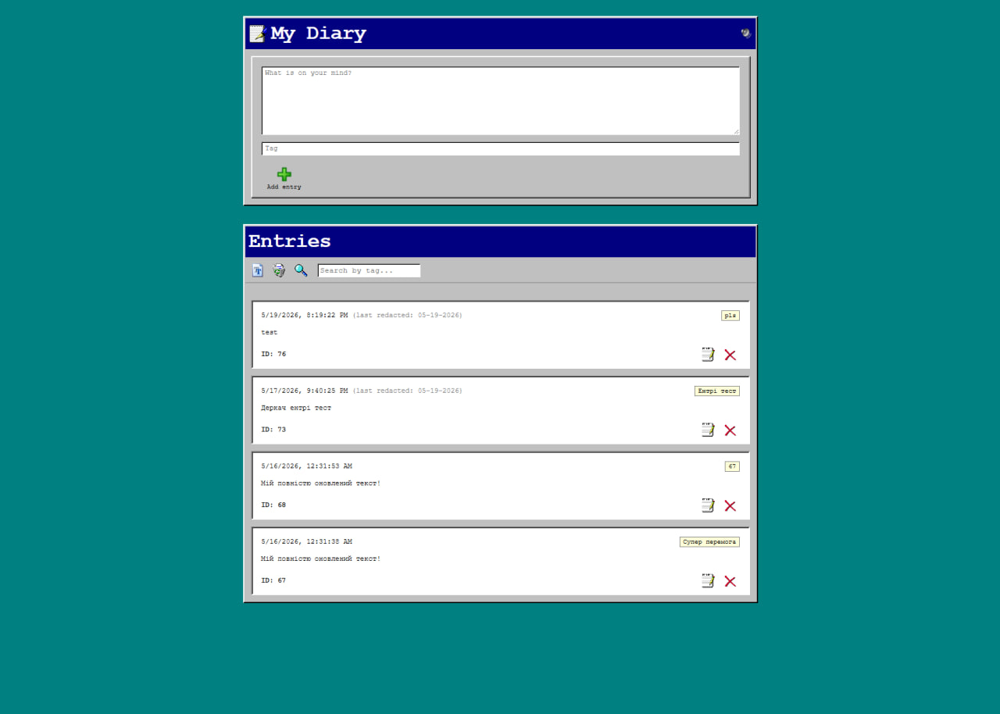 My Diary
What is on your mind?
Tag
Add entry
Entries
Search by tag...
5/19/2026, 8:19:22 PM (last redacted: 05-19-2026)
pls
test
ID: 76
5/17/2026, 9:40:25 PM (last redacted: 05-19-2026)
Ентрі тест
Деркач ентрі тест
ID: 73
5/16/2026, 12:31:53 AM
67
Мій повністю оновлений текст!
ID: 68
5/16/2026, 12:31:38 AM
Супер перемога
Мій повністю оновлений текст!
ID: 67